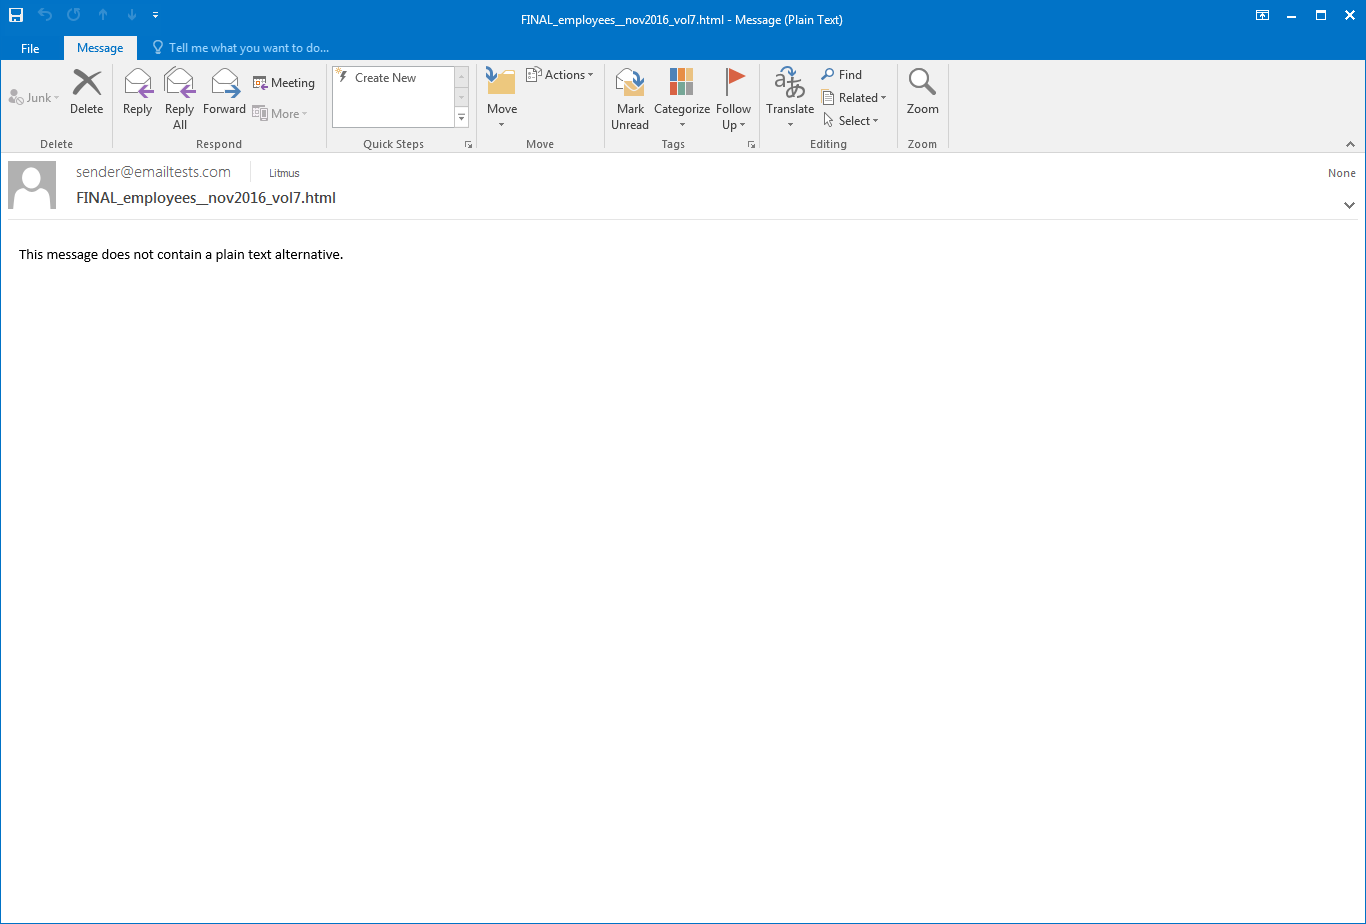 FINAL_employees__nov2016_vol7.html - Message (Plain Text)
File
Message
Tell me what you want to do...
Junk
Delete
Delete
Reply
Reply
All
Forward
Meeting
More
Respond
Create New
Quick Steps
Move
Actions
Move
Mark
Unread
Categorize
Follow
Up
Tags
Translate
Find
Related
Select
Editing
Zoom
Zoom
sender@emailtests.com
Litmus
None
FINAL_employees__nov2016_vol7.html
This message does not contain a plain text alternative.